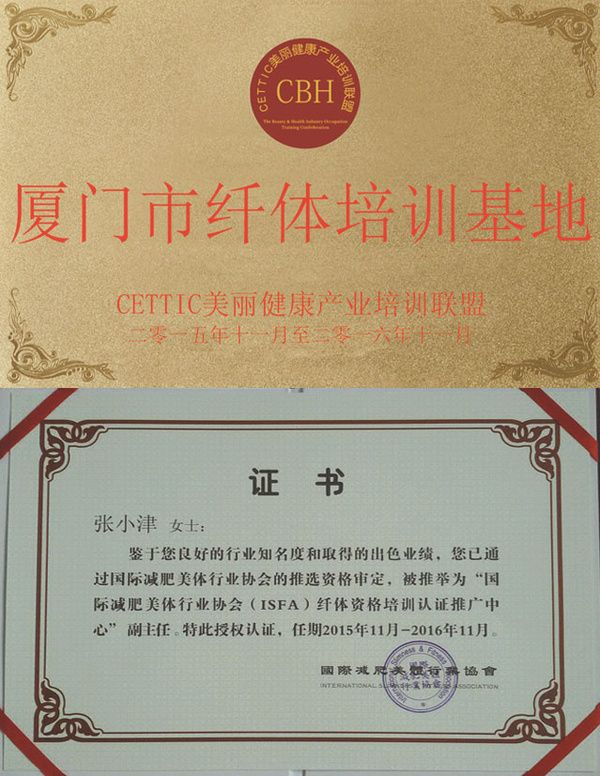 CETTIC美丽健康产业培训联盟
CBH
The Beauty & Health Industry Occupation
Training Confederation
厦门市纤体培训基地
CETTIC美丽健康产业培训联盟
二零一五年十一月至二零一六年十一月
证 书
张小津 女士:
鉴于您良好的行业知名度和取得的出色业绩，您已通
过国际减肥美体行业协会的推选资格审定，被推举为“国
际减肥美体行业协会（ISFA）纤体资格培训认证推广中
心”副主任。特此授权认证，任期2015年11月-2016年11月。
國際减肥美體行業協會